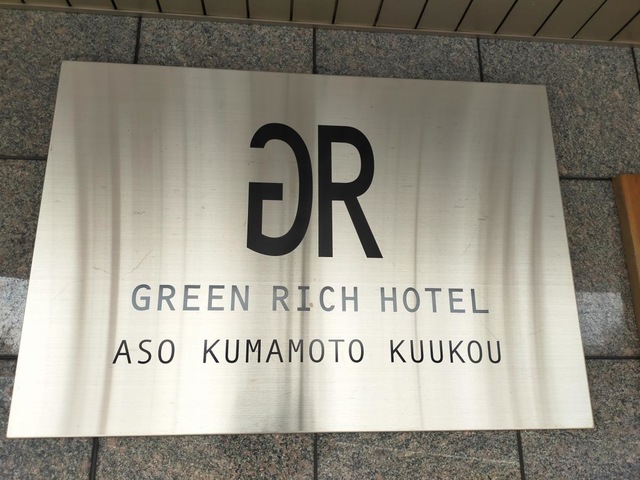 GR
GREEN RICH HOTEL
ASO KUMAMOTO KUUKOU